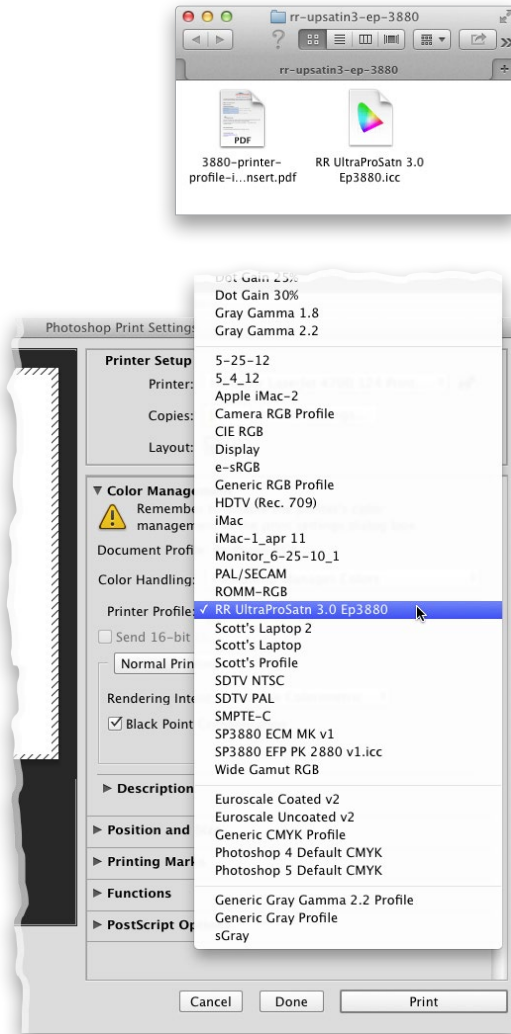 rr-upsatin3-ep-3880
rr-upsatin3-ep-3880
PDF
3880-printer-
profile-i...nsert.pdf
RR UltraProSatn 3.0
Ep3880.icc
Dot Gain 25%
Dot Gain 30%
Gray Gamma 1.8
Gray Gamma 2.2
Photoshop Print Settings
Printer Setup
Printer:
Copies:
Layout:
5-25-12
5_4_12
Apple iMac-2
Camera RGB Profile
CIE RGB
Display
e-sRGB
Generic RGB Profile
HDTV (Rec. 709)
iMac
iMac-1_apr 11
Monitor_6-25-10_1
PAL/SECAM
ROMM-RGB
✓ RR UltraProSatn 3.0 Ep3880
Scott's Laptop 2
Scott's Laptop
Scott's Profile
SDTV NTSC
SDTV PAL
SMPTE-C
SP3880 ECM MK v1
SP3880 EFP PK 2880 v1.icc
Wide Gamut RGB
Euroscale Coated v2
Euroscale Uncoated v2
Generic CMYK Profile
Photoshop 4 Default CMYK
Photoshop 5 Default CMYK
Generic Gray Gamma 2.2 Profile
Generic Gray Profile
sGray
Color Manage
Remembe
managem
Document Profi
Color Handling:
Printer Profile:
Send 16-bit
Normal Prin
Rendering Inte
Black Point
Description
Position and
Printing Mark
Functions
PostScript Op
Cancel
Done
Print